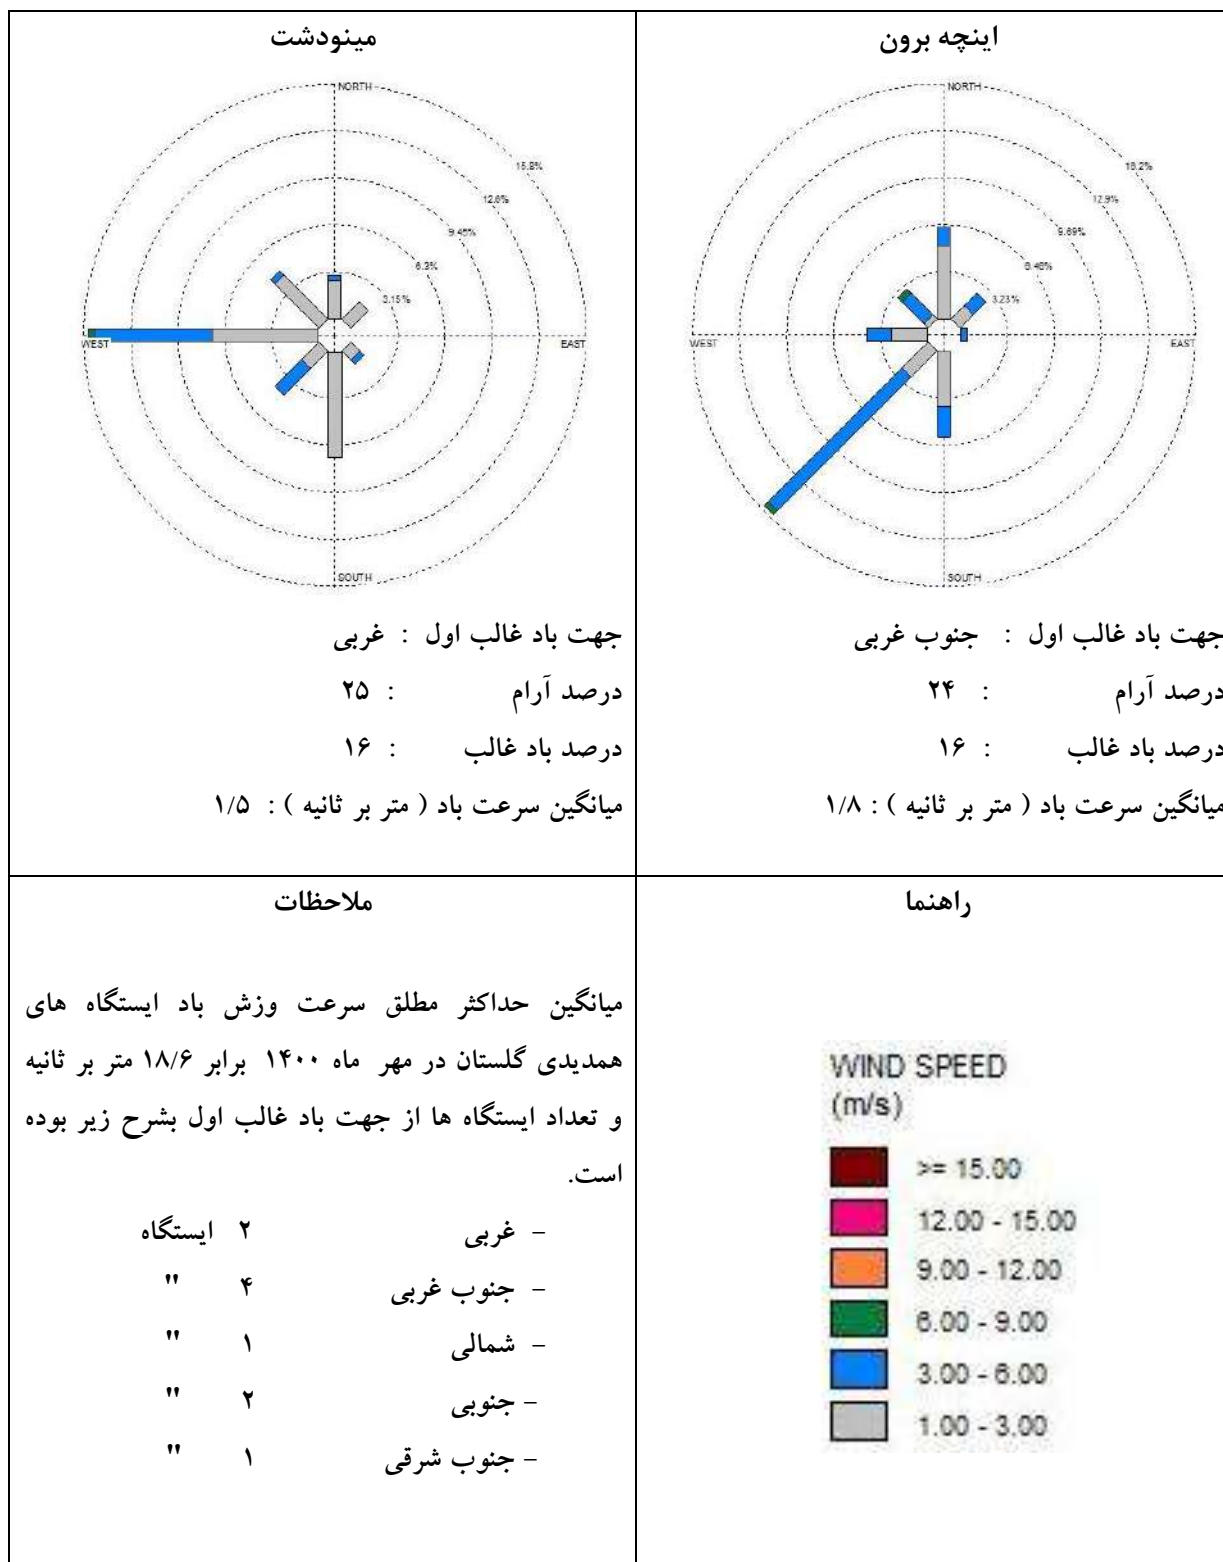 اینچه برون
NORTH
16.2%
12.9%
9.69%
6.46%
3.23%
WEST
EAST
SOUTH
جهت باد غالب اول : جنوب غربی
درصد آرام : ۲۴
درصد باد غالب : ۱۶
میانگین سرعت باد ( متر بر ثانیه ) : ۱/۸
مینودشت
NORTH
15.8%
12.6%
9.45%
6.3%
3.15%
WEST
EAST
SOUTH
جهت باد غالب اول : غربی
درصد آرام : ۲۵
درصد باد غالب : ۱۶
میانگین سرعت باد ( متر بر ثانیه ) : ۱/۵
راهنما
WIND SPEED
(m/s)
>= 15.00
12.00 - 15.00
9.00 - 12.00
6.00 - 9.00
3.00 - 6.00
1.00 - 3.00
ملاحظات
میانگین حداکثر مطلق سرعت وزش باد ایستگاه های
همدیدی گلستان در مهر ماه ۱۴۰۰ برابر ۱۸/۶ متر بر ثانیه
و تعداد ایستگاه ها از جهت باد غالب اول بشرح زیر بوده
است.
- غربی ۲ ایستگاه
- جنوب غربی ۴ "
- شمالی ۱ "
- جنوبی ۲ "
- جنوب شرقی ۱ "